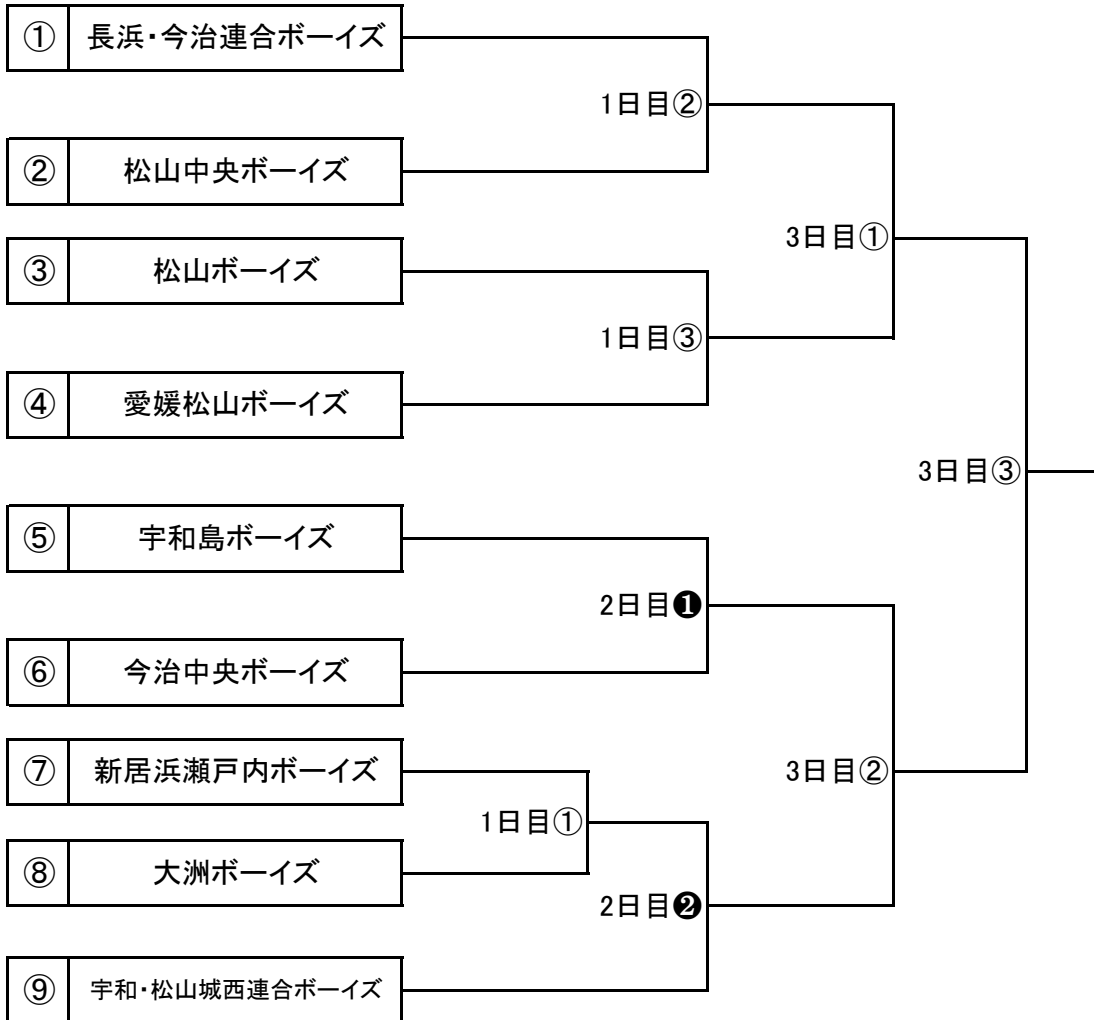 ① 長浜・今治連合ボーイズ
1日目②
② 松山中央ボーイズ
3日目①
③ 松山ボーイズ
1日目③
④ 愛媛松山ボーイズ
3日目③
⑤ 宇和島ボーイズ
2日目❶
⑥ 今治中央ボーイズ
⑦ 新居浜瀬戸内ボーイズ
3日目②
1日目①
⑧ 大洲ボーイズ
2日目❷
⑨ 宇和・松山城西連合ボーイズ